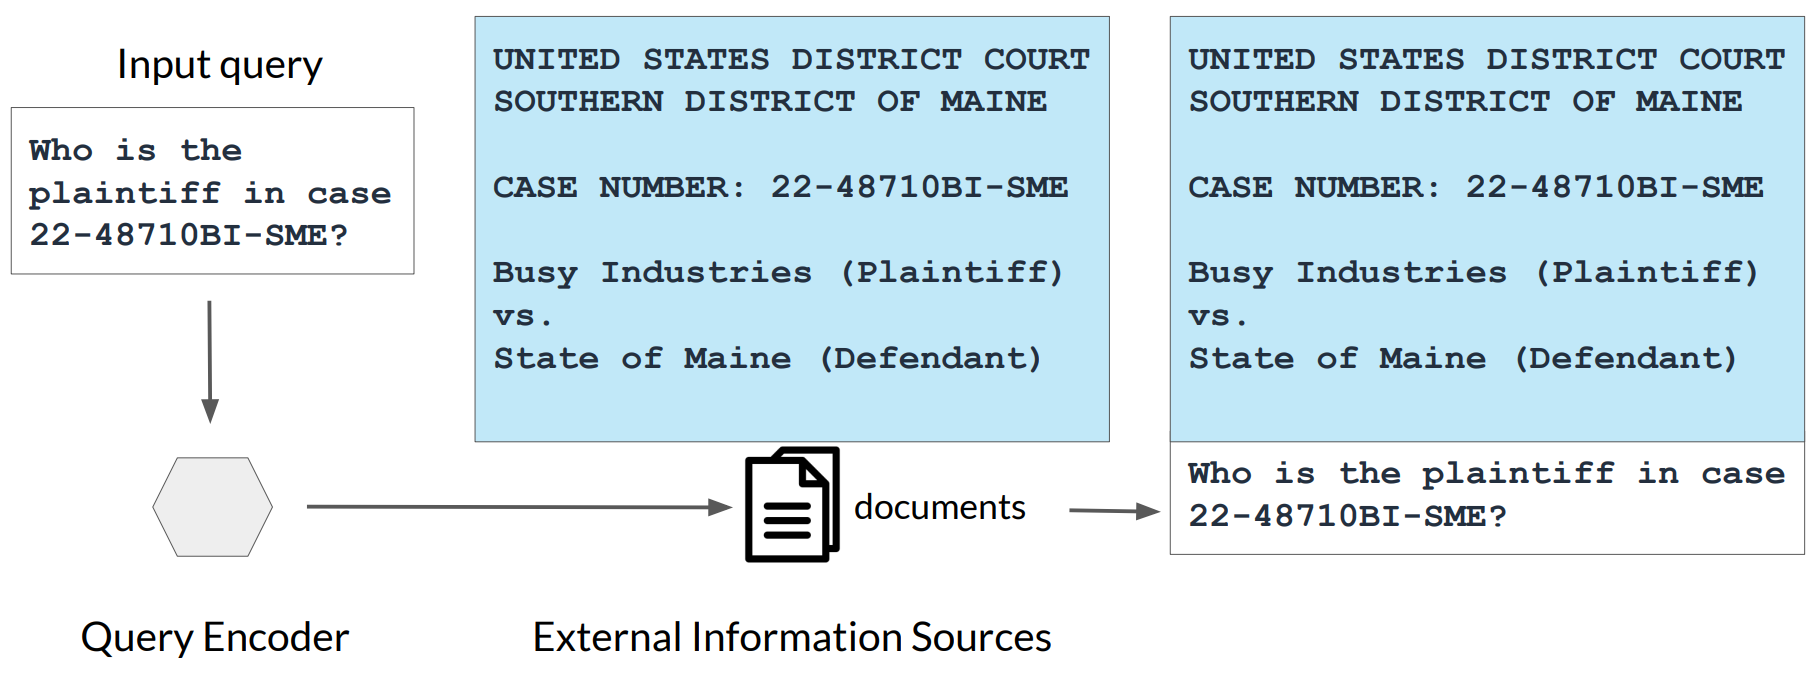 Input query
Who is the
plaintiff in case
22-48710BI-SME?
Query Encoder
UNITED STATES DISTRICT COURT
SOUTHERN DISTRICT OF MAINE
CASE NUMBER: 22-48710BI-SME
Busy Industries (Plaintiff)
vs.
State of Maine (Defendant)
documents
External Information Sources
UNITED STATES DISTRICT COURT
SOUTHERN DISTRICT OF MAINE
CASE NUMBER: 22-48710BI-SME
Busy Industries (Plaintiff)
vs.
State of Maine (Defendant)
Who is the plaintiff in case
22-48710BI-SME?